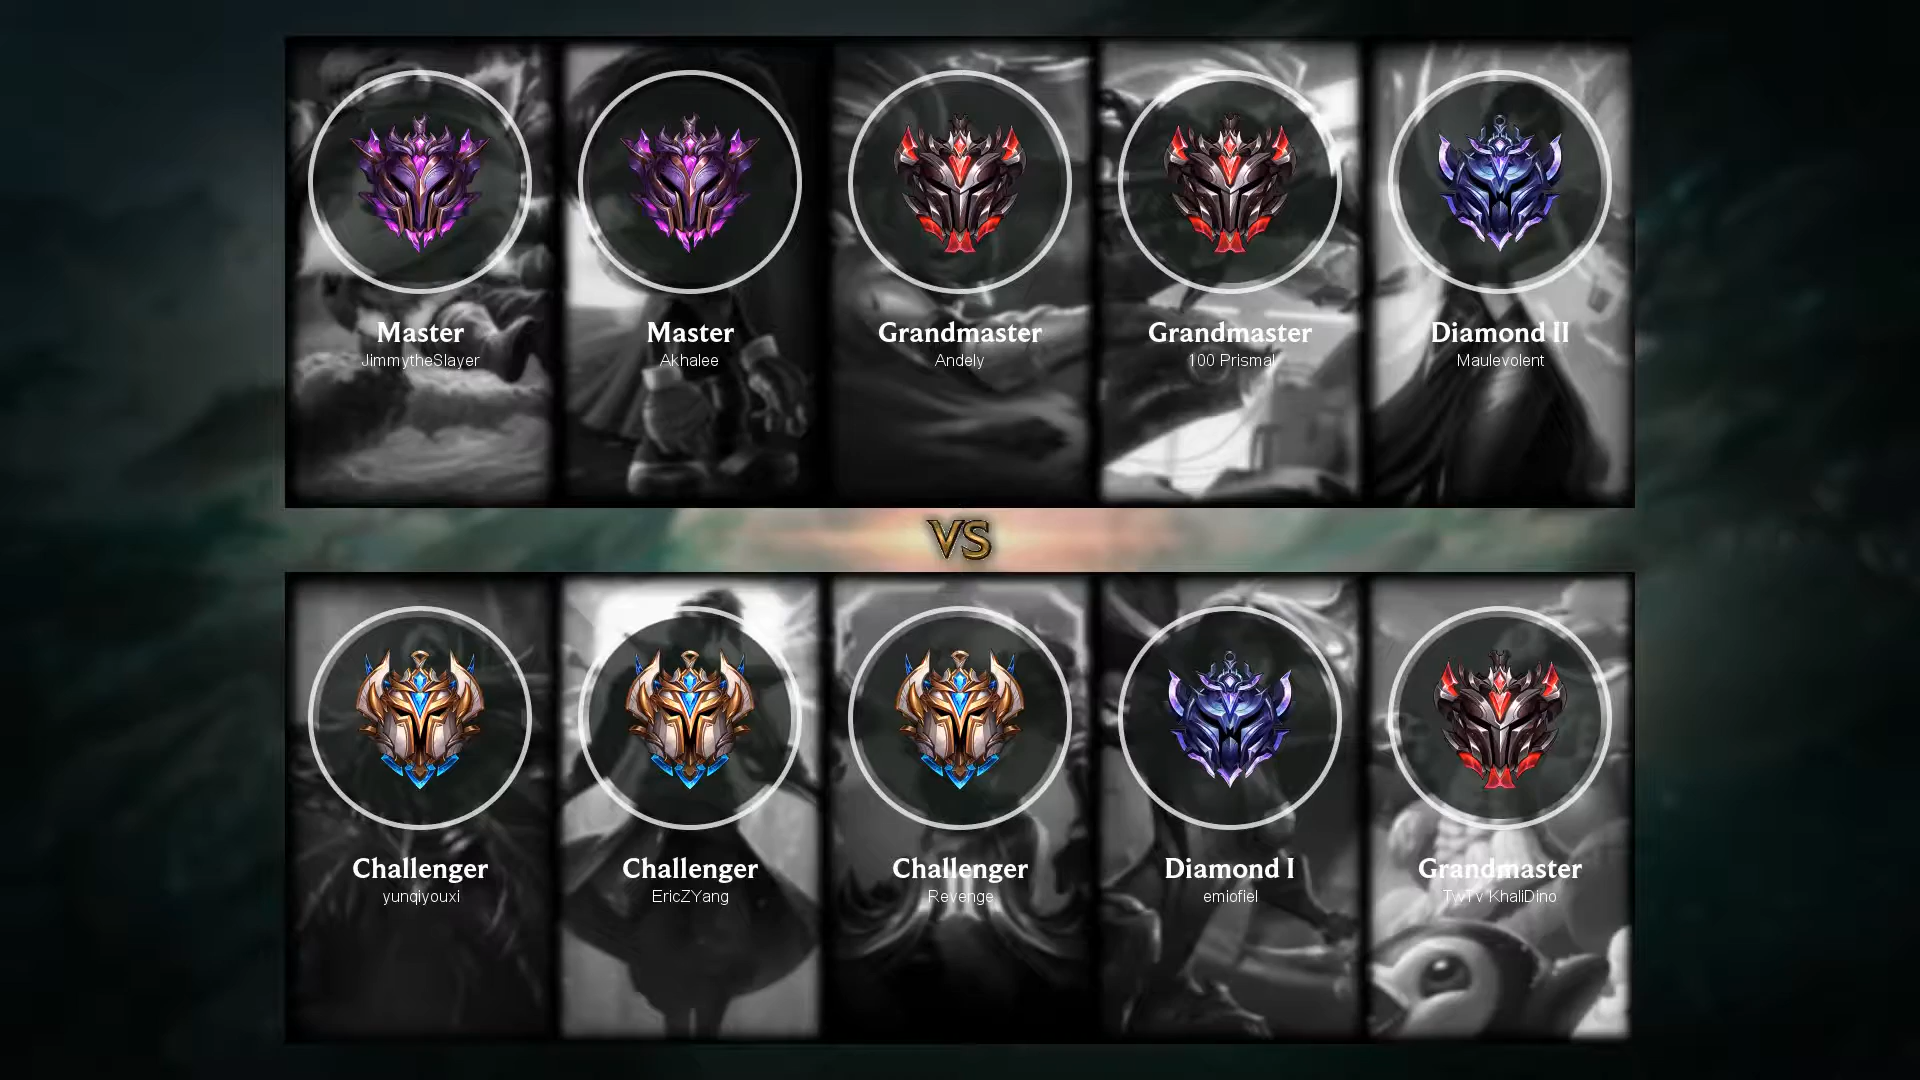 Master
JimmytheSlayer
Master
Akhalee
Grandmaster
Andely
Grandmaster
100 Prismal
Diamond II
Maulevolent
VS
Challenger
yunqiyouxi
Challenger
EricZYang
Challenger
Revenge
Diamond I
emiofiel
Grandmaster
TwTv KhaliDino